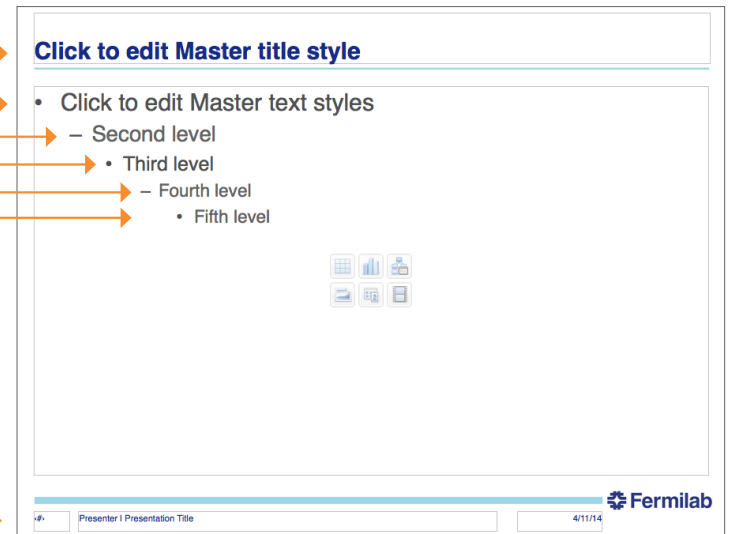 Click to edit Master title style
• Click to edit Master text styles
– Second level
• Third level
– Fourth level
• Fifth level
Fermilab
‹#› Presenter I Presentation Title 4/11/14